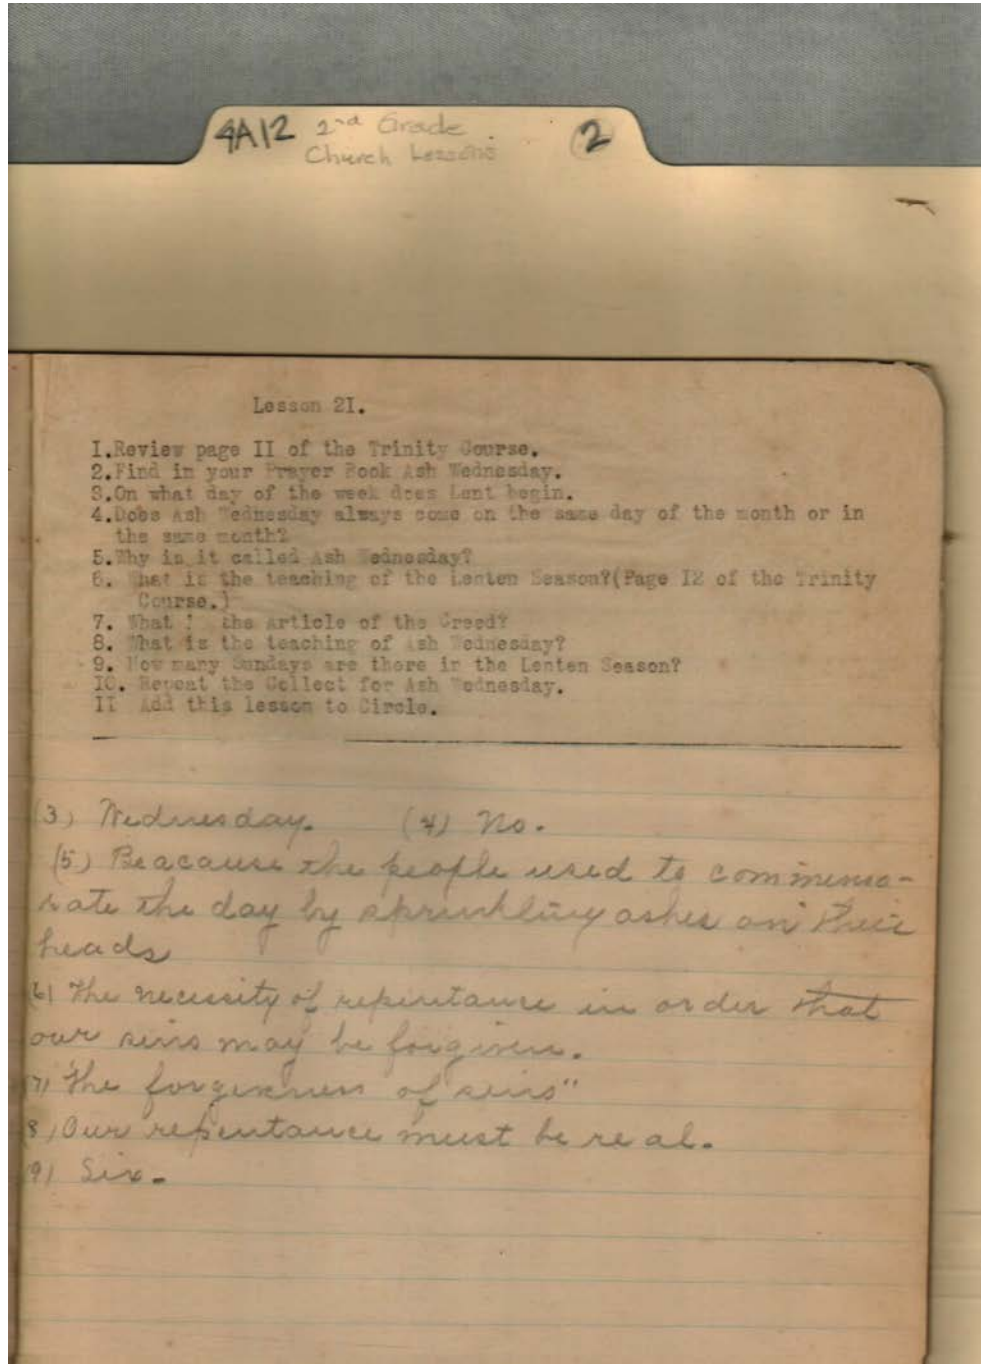 4A12 2nd Grade
Church Lessons
2
Lesson 2I.
I.Review page II of the Trinity Course.
2.Find in your Prayer Book Ash Wednesday.
3.On what day of the week does Lent begin.
4.Does Ash Wednesday always come on the same day of the month or in
the same month?
5.Why is it called Ash Wednesday?
6. What is the teaching of the Lenten Season?(Page I2 of the Trinity
Course.)
7. What the Article of the Creed?
8. What is the teaching of Ash Wednesday?
9. How many Sundays are there in the Lenten Season?
IO. Repeat the Collect for Ash Wednesday.
II Add this lesson to Circle.
(3) Wednesday. (4) No.
(5) Beacause the people used to commemo-
rate the day by sprinkling ashes on their
heads
(6) The necessity of repentance in order that
our sins may be forgiven.
(7) The forgiveness of sins"
8) Our repentance must be real.
(9) Six.